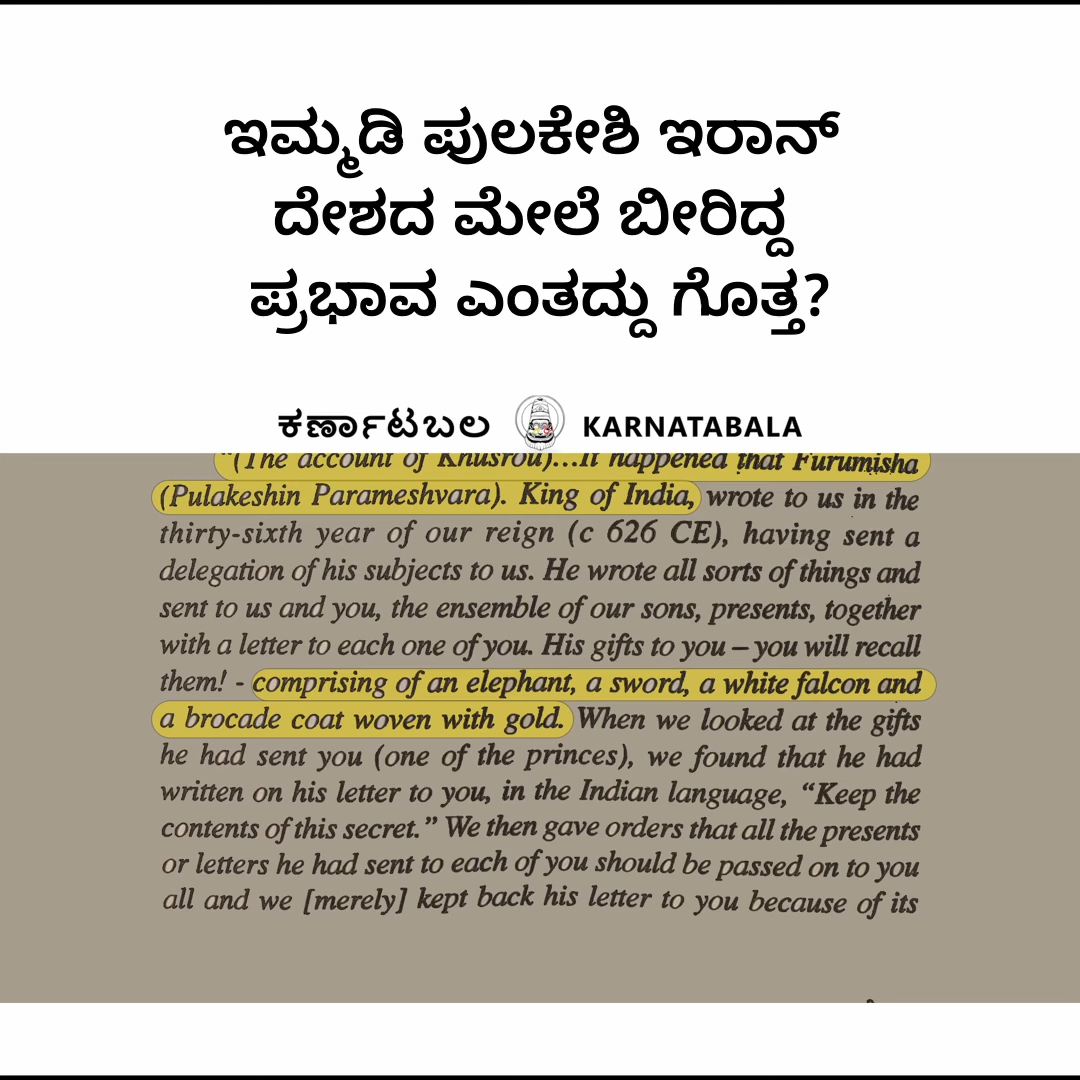 ಇಮ್ಮಡಿ ಪುಲಕೇಶಿ ಇರಾನ್
ದೇಶದ ಮೇಲೆ ಬೀರಿದ್ದ
ಪ್ರಭಾವ ಎಂತದ್ದು ಗೊತ್ತ?
ಕರ್ಣಾಟಬಲ KARNATABALA
"(The account of Khusrou)...It happened that Furumisha
(Pulakeshin Parameshvara). King of India, wrote to us in the
thirty-sixth year of our reign (c 626 CE), having sent a
delegation of his subjects to us. He wrote all sorts of things and
sent to us and you, the ensemble of our sons, presents, together
with a letter to each one of you. His gifts to you – you will recall
them! - comprising of an elephant, a sword, a white falcon and
a brocade coat woven with gold. When we looked at the gifts
he had sent you (one of the princes), we found that he had
written on his letter to you, in the Indian language, “Keep the
contents of this secret.” We then gave orders that all the presents
or letters he had sent to each of you should be passed on to you
all and we [merely] kept back his letter to you because of its